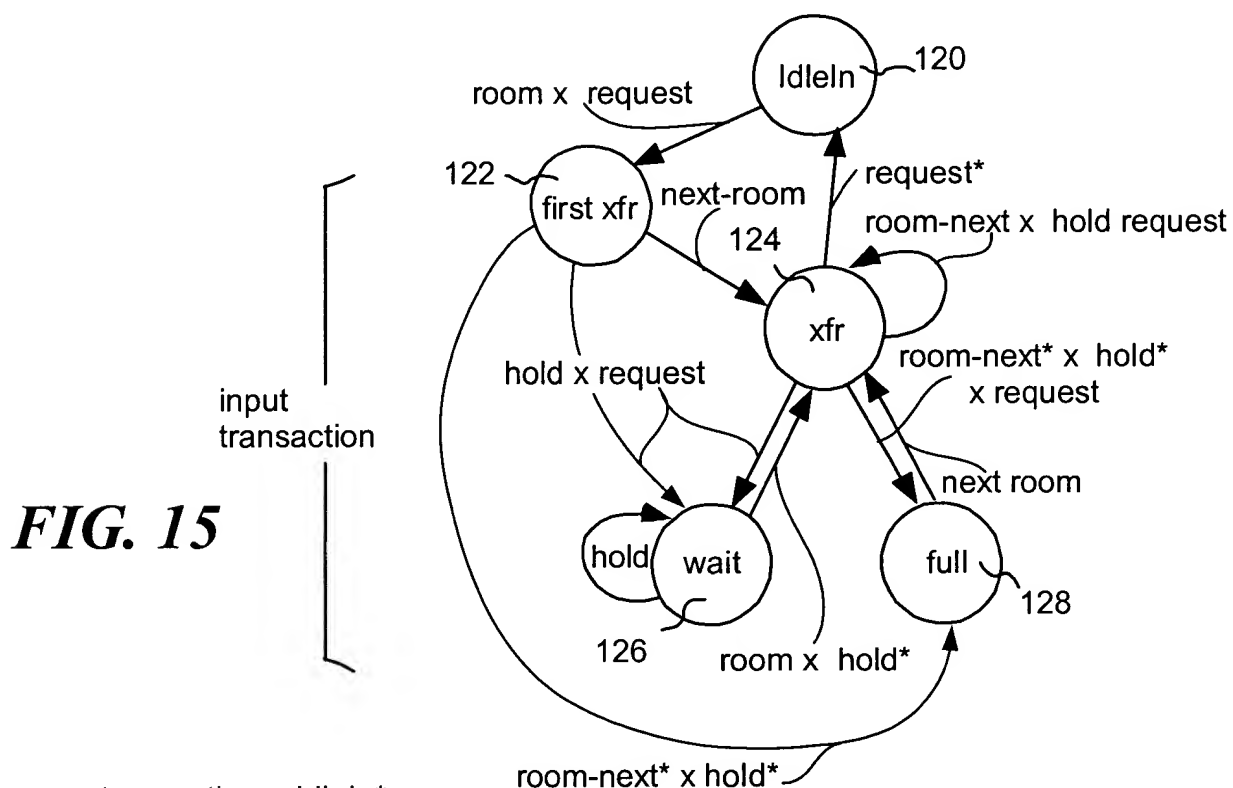 IdleIn
120
room x request
122
first xfr
next-room
request*
124
room-next x hold request
xfr
room-next* x hold*
x request
hold x request
input
transaction
next room
FIG. 15
hold
wait
full
128
126
room x hold*
room-next* x hold*